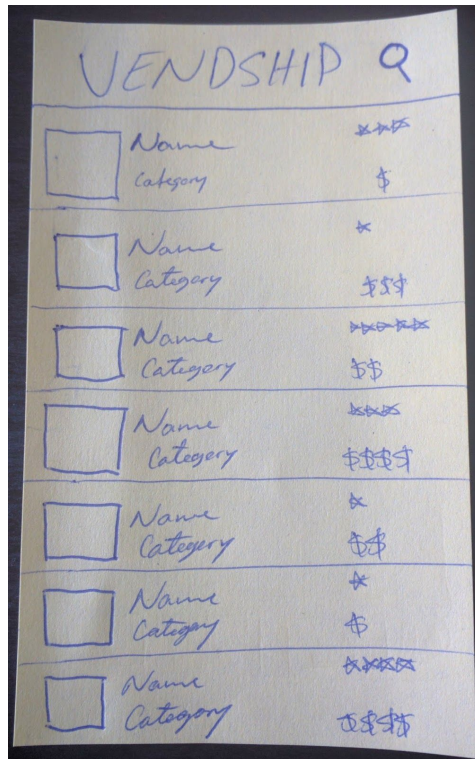 VENDSHIP
Name ***
Category $
Name *
Category $$$
Name *****
Category $$
Name ***
Category $$$$
Name *
Category $$
Name *
Category $
Name ****
Category $$$$